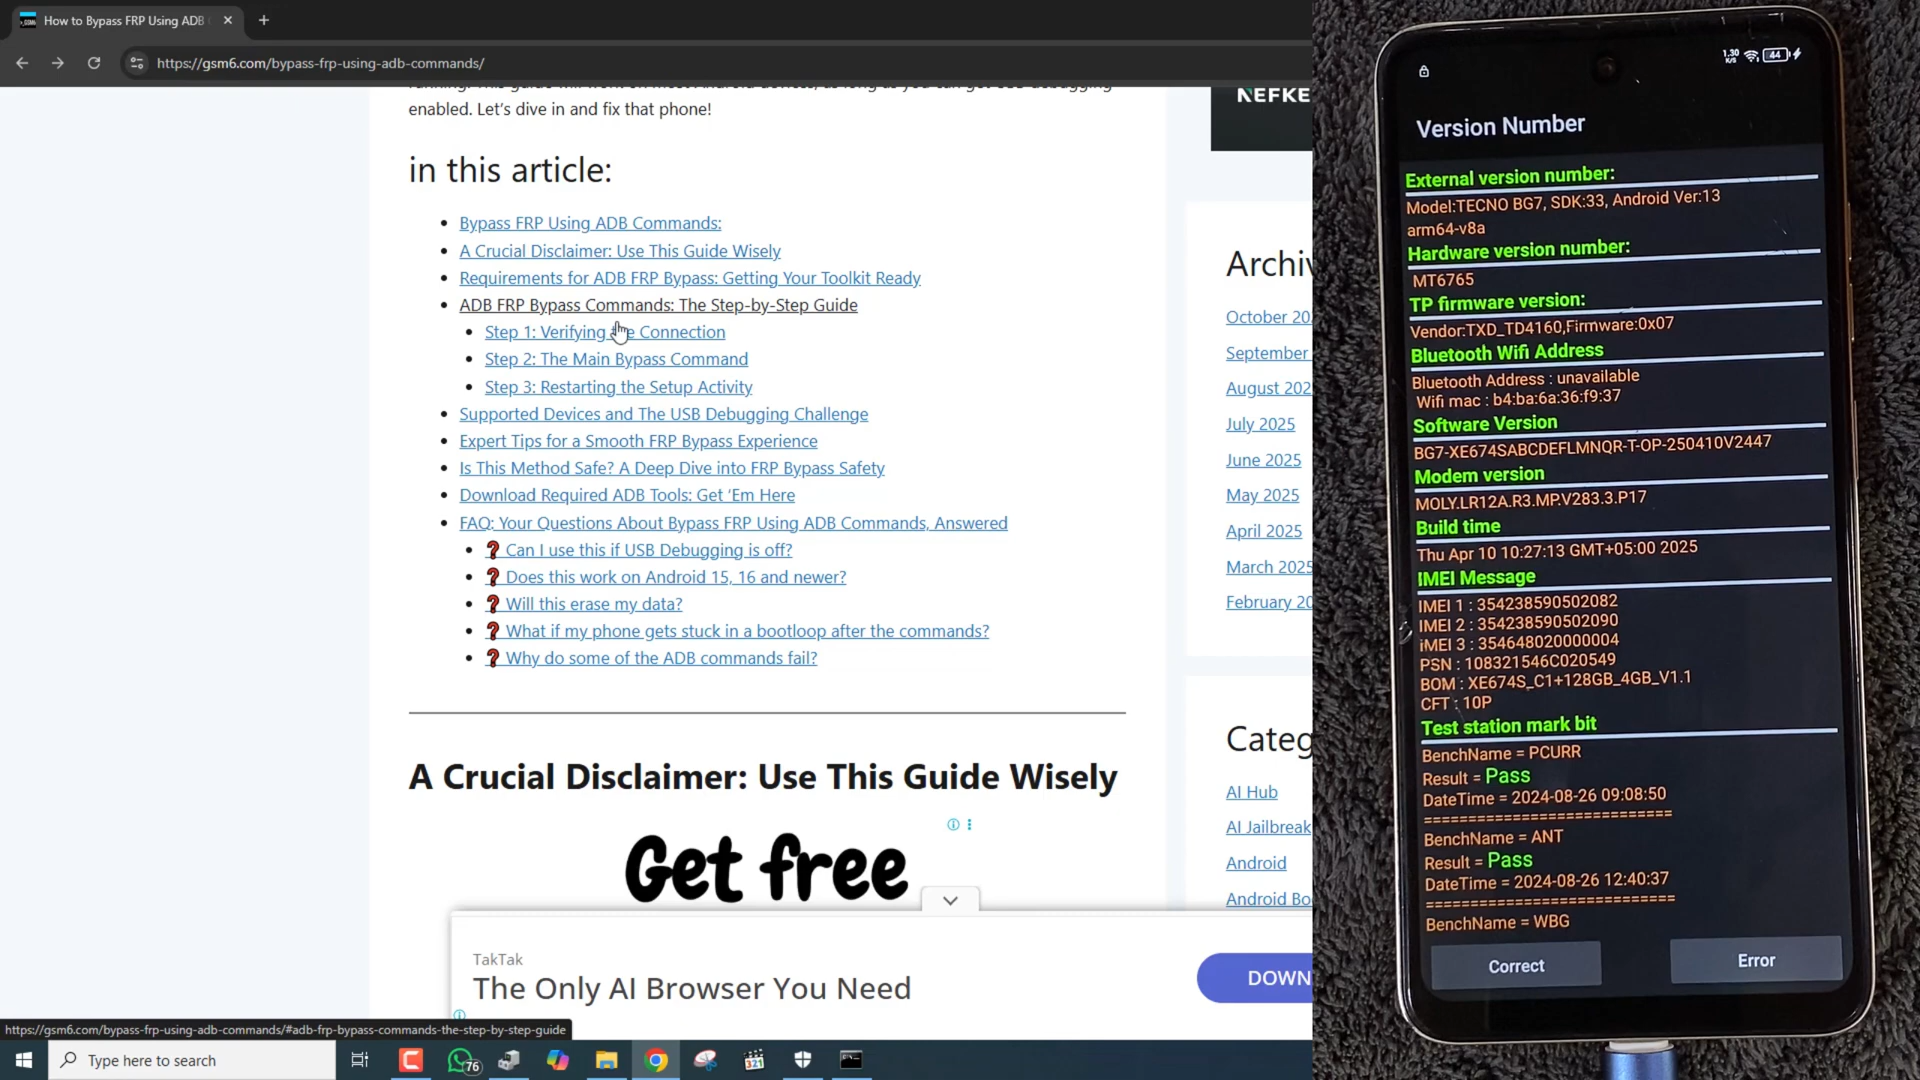 How to Bypass FRP Using ADB
https://gsm6.com/bypass-frp-using-adb-commands/
enabled. Let's dive in and fix that phone!
in this article:
Bypass FRP Using ADB Commands:
A Crucial Disclaimer: Use This Guide Wisely
Requirements for ADB FRP Bypass: Getting Your Toolkit Ready
ADB FRP Bypass Commands: The Step-by-Step Guide
Step 1: Verifying the Connection
Step 2: The Main Bypass Command
Step 3: Restarting the Setup Activity
Supported Devices and The USB Debugging Challenge
Expert Tips for a Smooth FRP Bypass Experience
Is This Method Safe? A Deep Dive into FRP Bypass Safety
Download Required ADB Tools: Get 'Em Here
FAQ: Your Questions About Bypass FRP Using ADB Commands, Answered
❓ Can I use this if USB Debugging is off?
❓ Does this work on Android 15, 16 and newer?
❓ Will this erase my data?
❓ What if my phone gets stuck in a bootloop after the commands?
❓ Why do some of the ADB commands fail?
A Crucial Disclaimer: Use This Guide Wisely
Get free
TakTak
The Only AI Browser You Need
DOWN
https://gsm6.com/bypass-frp-using-adb-commands/#adb-frp-bypass-commands-the-step-by-step-guide
Type here to search
76
321
NEFKE
Archiv
October 20
September
August 202
July 2025
June 2025
May 2025
April 2025
March 2025
February 20
Categ
AI Hub
AI Jailbreak
Android
Android Bo
1.30
K/S
44
Version Number
External version number:
Model:TECNO BG7, SDK:33, Android Ver:13
arm64-v8a
Hardware version number:
MT6765
TP firmware version:
Vendor:TXD_TD4160,Firmware:0x07
Bluetooth Wifi Address
Bluetooth Address : unavailable
Wifi mac : b4:ba:6a:36:f9:37
Software Version
BG7-XE674SABCDEFLMNQR-T-OP-250410V2447
Modem version
MOLY.LR12A.R3.MP.V283.3.P17
Build time
Thu Apr 10 10:27:13 GMT+05:00 2025
IMEI Message
IMEI 1 : 354238590502082
IMEI 2 : 354238590502090
iMEI 3 : 354648020000004
PSN : 108321546C020549
BOM : XE674S_C1+128GB_4GB_V1.1
CFT : 10P
Test station mark bit
BenchName = PCURR
Result = Pass
DateTime = 2024-08-26 09:08:50
===========================
BenchName = ANT
Result = Pass
DateTime = 2024-08-26 12:40:37
===========================
BenchName = WBG
Correct
Error